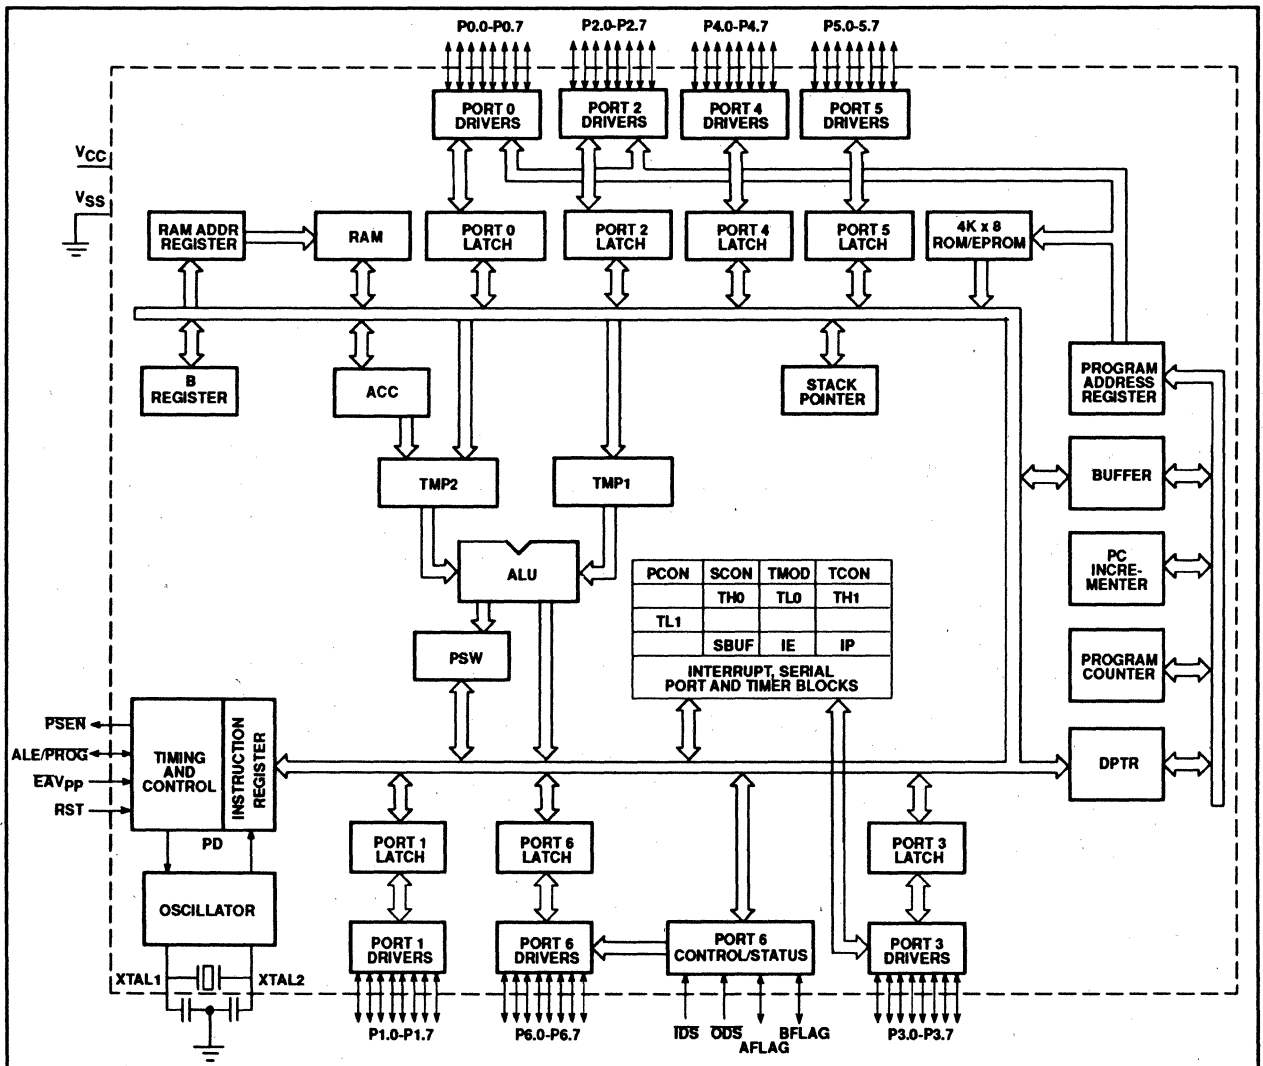 P0.0-P0.7 P2.0-P2.7 P4.0-P4.7 P5.0-5.7
PORT 0 DRIVERS
PORT 2 DRIVERS
PORT 4 DRIVERS
PORT 5 DRIVERS
VCC
VSS
RAM ADDR REGISTER
RAM
PORT 0 LATCH
PORT 2 LATCH
PORT 4 LATCH
PORT 5 LATCH
4K x 8 ROM/EPROM
B REGISTER
ACC
STACK POINTER
PROGRAM ADDRESS REGISTER
TMP2
TMP1
BUFFER
ALU
PCON SCON TMOD TCON
TH0 TL0 TH1
TL1
SBUF IE IP
INTERRUPT, SERIAL
PORT AND TIMER BLOCKS
PC INCRE-MENTER
PSW
PROGRAM COUNTER
PSEN
ALE/PROG
EAVPP
RST
TIMING AND CONTROL
INSTRUCTION REGISTER
DPTR
PD
PORT 1 LATCH
PORT 6 LATCH
PORT 3 LATCH
OSCILLATOR
PORT 1 DRIVERS
PORT 6 DRIVERS
PORT 6 CONTROL/STATUS
PORT 3 DRIVERS
XTAL1
XTAL2
P1.0-P1.7
P6.0-P6.7
IDS ODS BFLAG
AFLAG
P3.0-P3.7